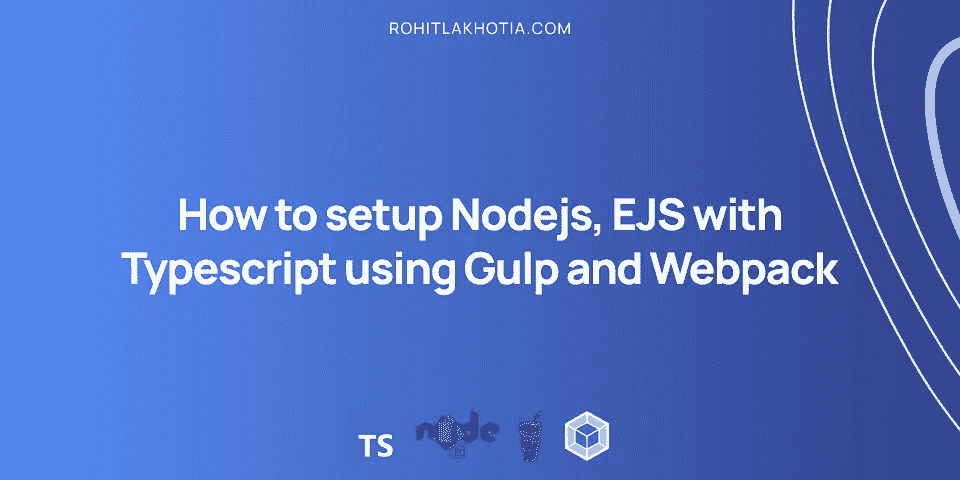 ROHITLAKHOTIA.COM
How to setup Nodejs, EJS with
Typescript using Gulp and Webpack
TS node